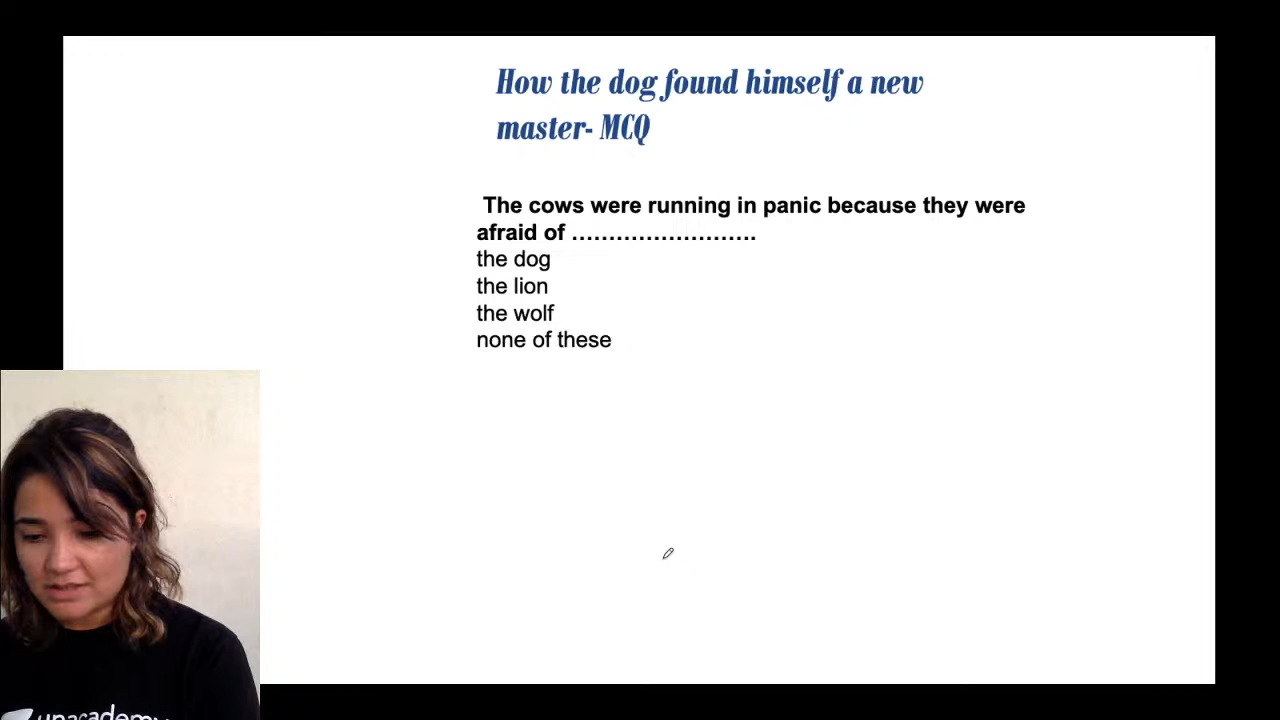 How the dog found himself a new
master- MCQ
The cows were running in panic because they were
afraid of ……………………….
the dog
the lion
the wolf
none of these
unacademy